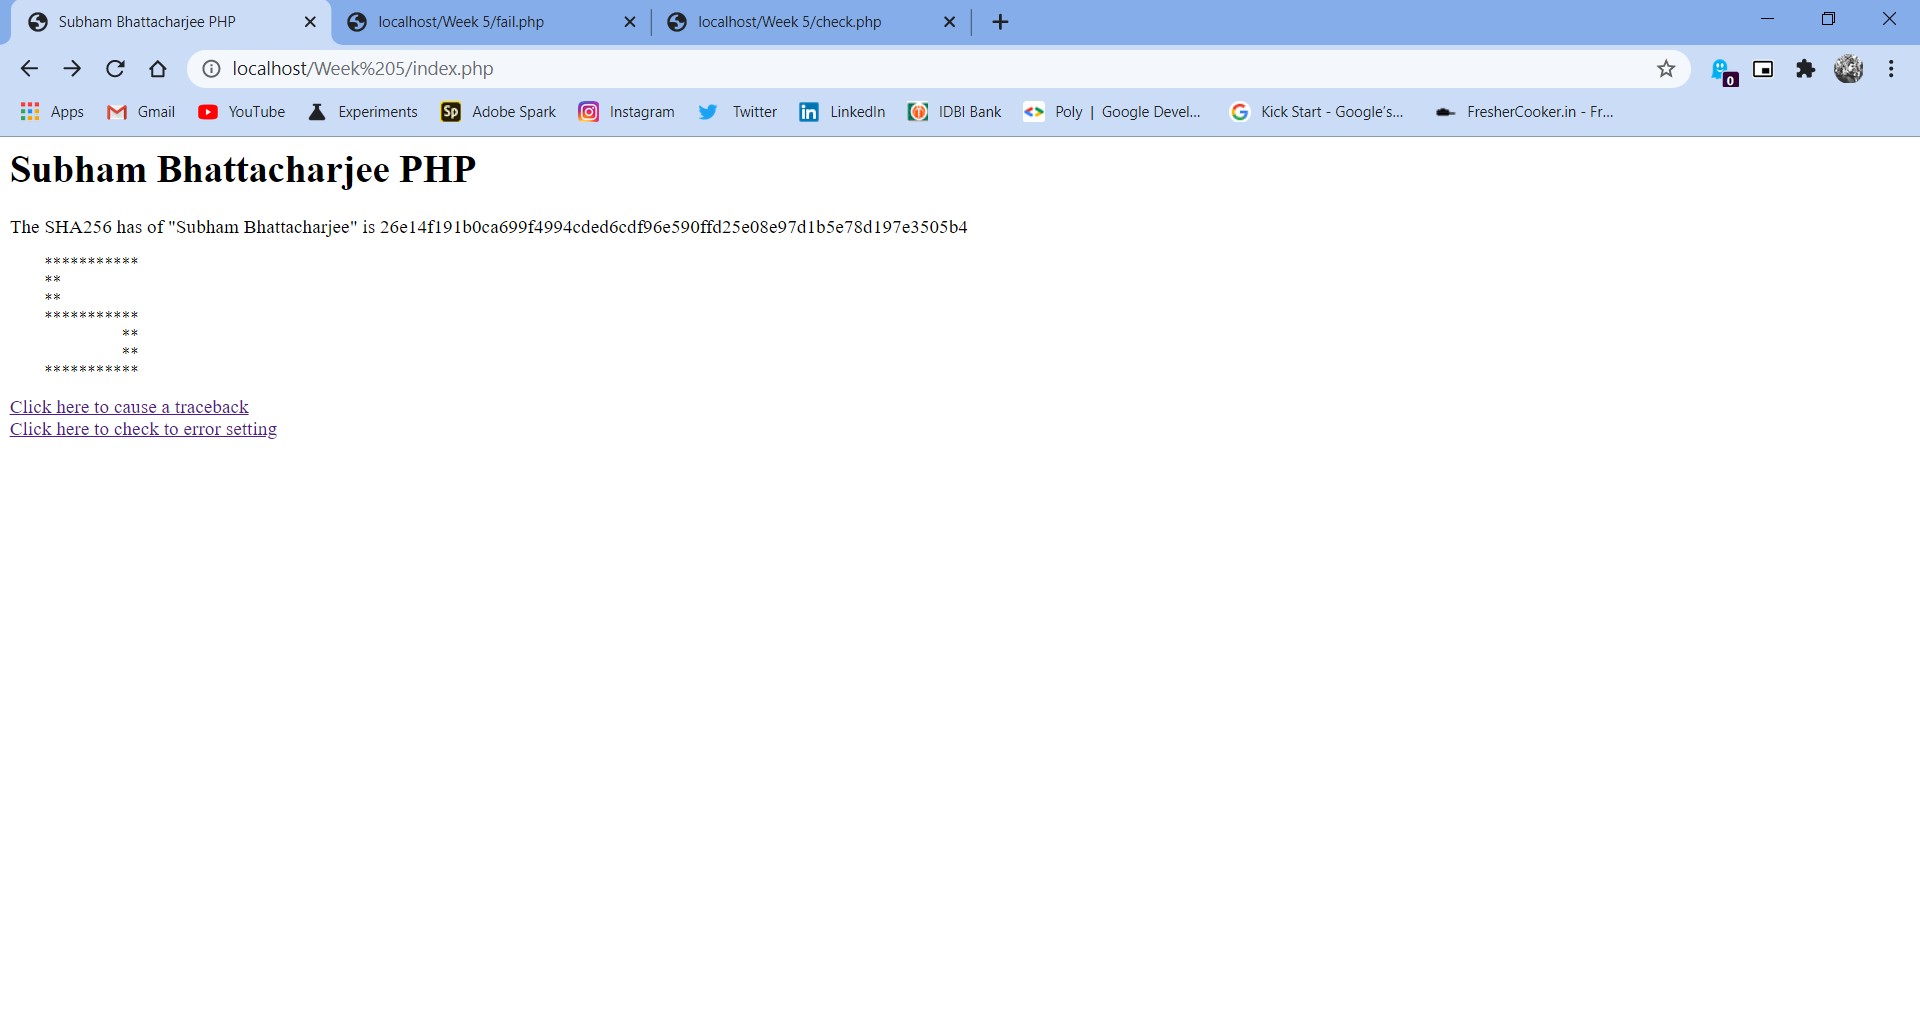 Subham Bhattacharjee PHP
localhost/Week 5/fail.php
localhost/Week 5/check.php
localhost/Week%205/index.php
0
Apps
Gmail
YouTube
Sp
Experiments
Adobe Spark
Instagram
Twitter
in
LinkedIn
IDBI Bank
Poly | Google Devel...
Kick Start - Google's...
FresherCooker.in - Fr...
Subham Bhattacharjee PHP
The SHA256 has of "Subham Bhattacharjee" is 26e14f191b0ca699f4994cded6cdf96e590ffd25e08e97d1b5e78d197e3505b4
***********
**
**
***********
**
**
***********
Click here to cause a traceback
Click here to check to error setting